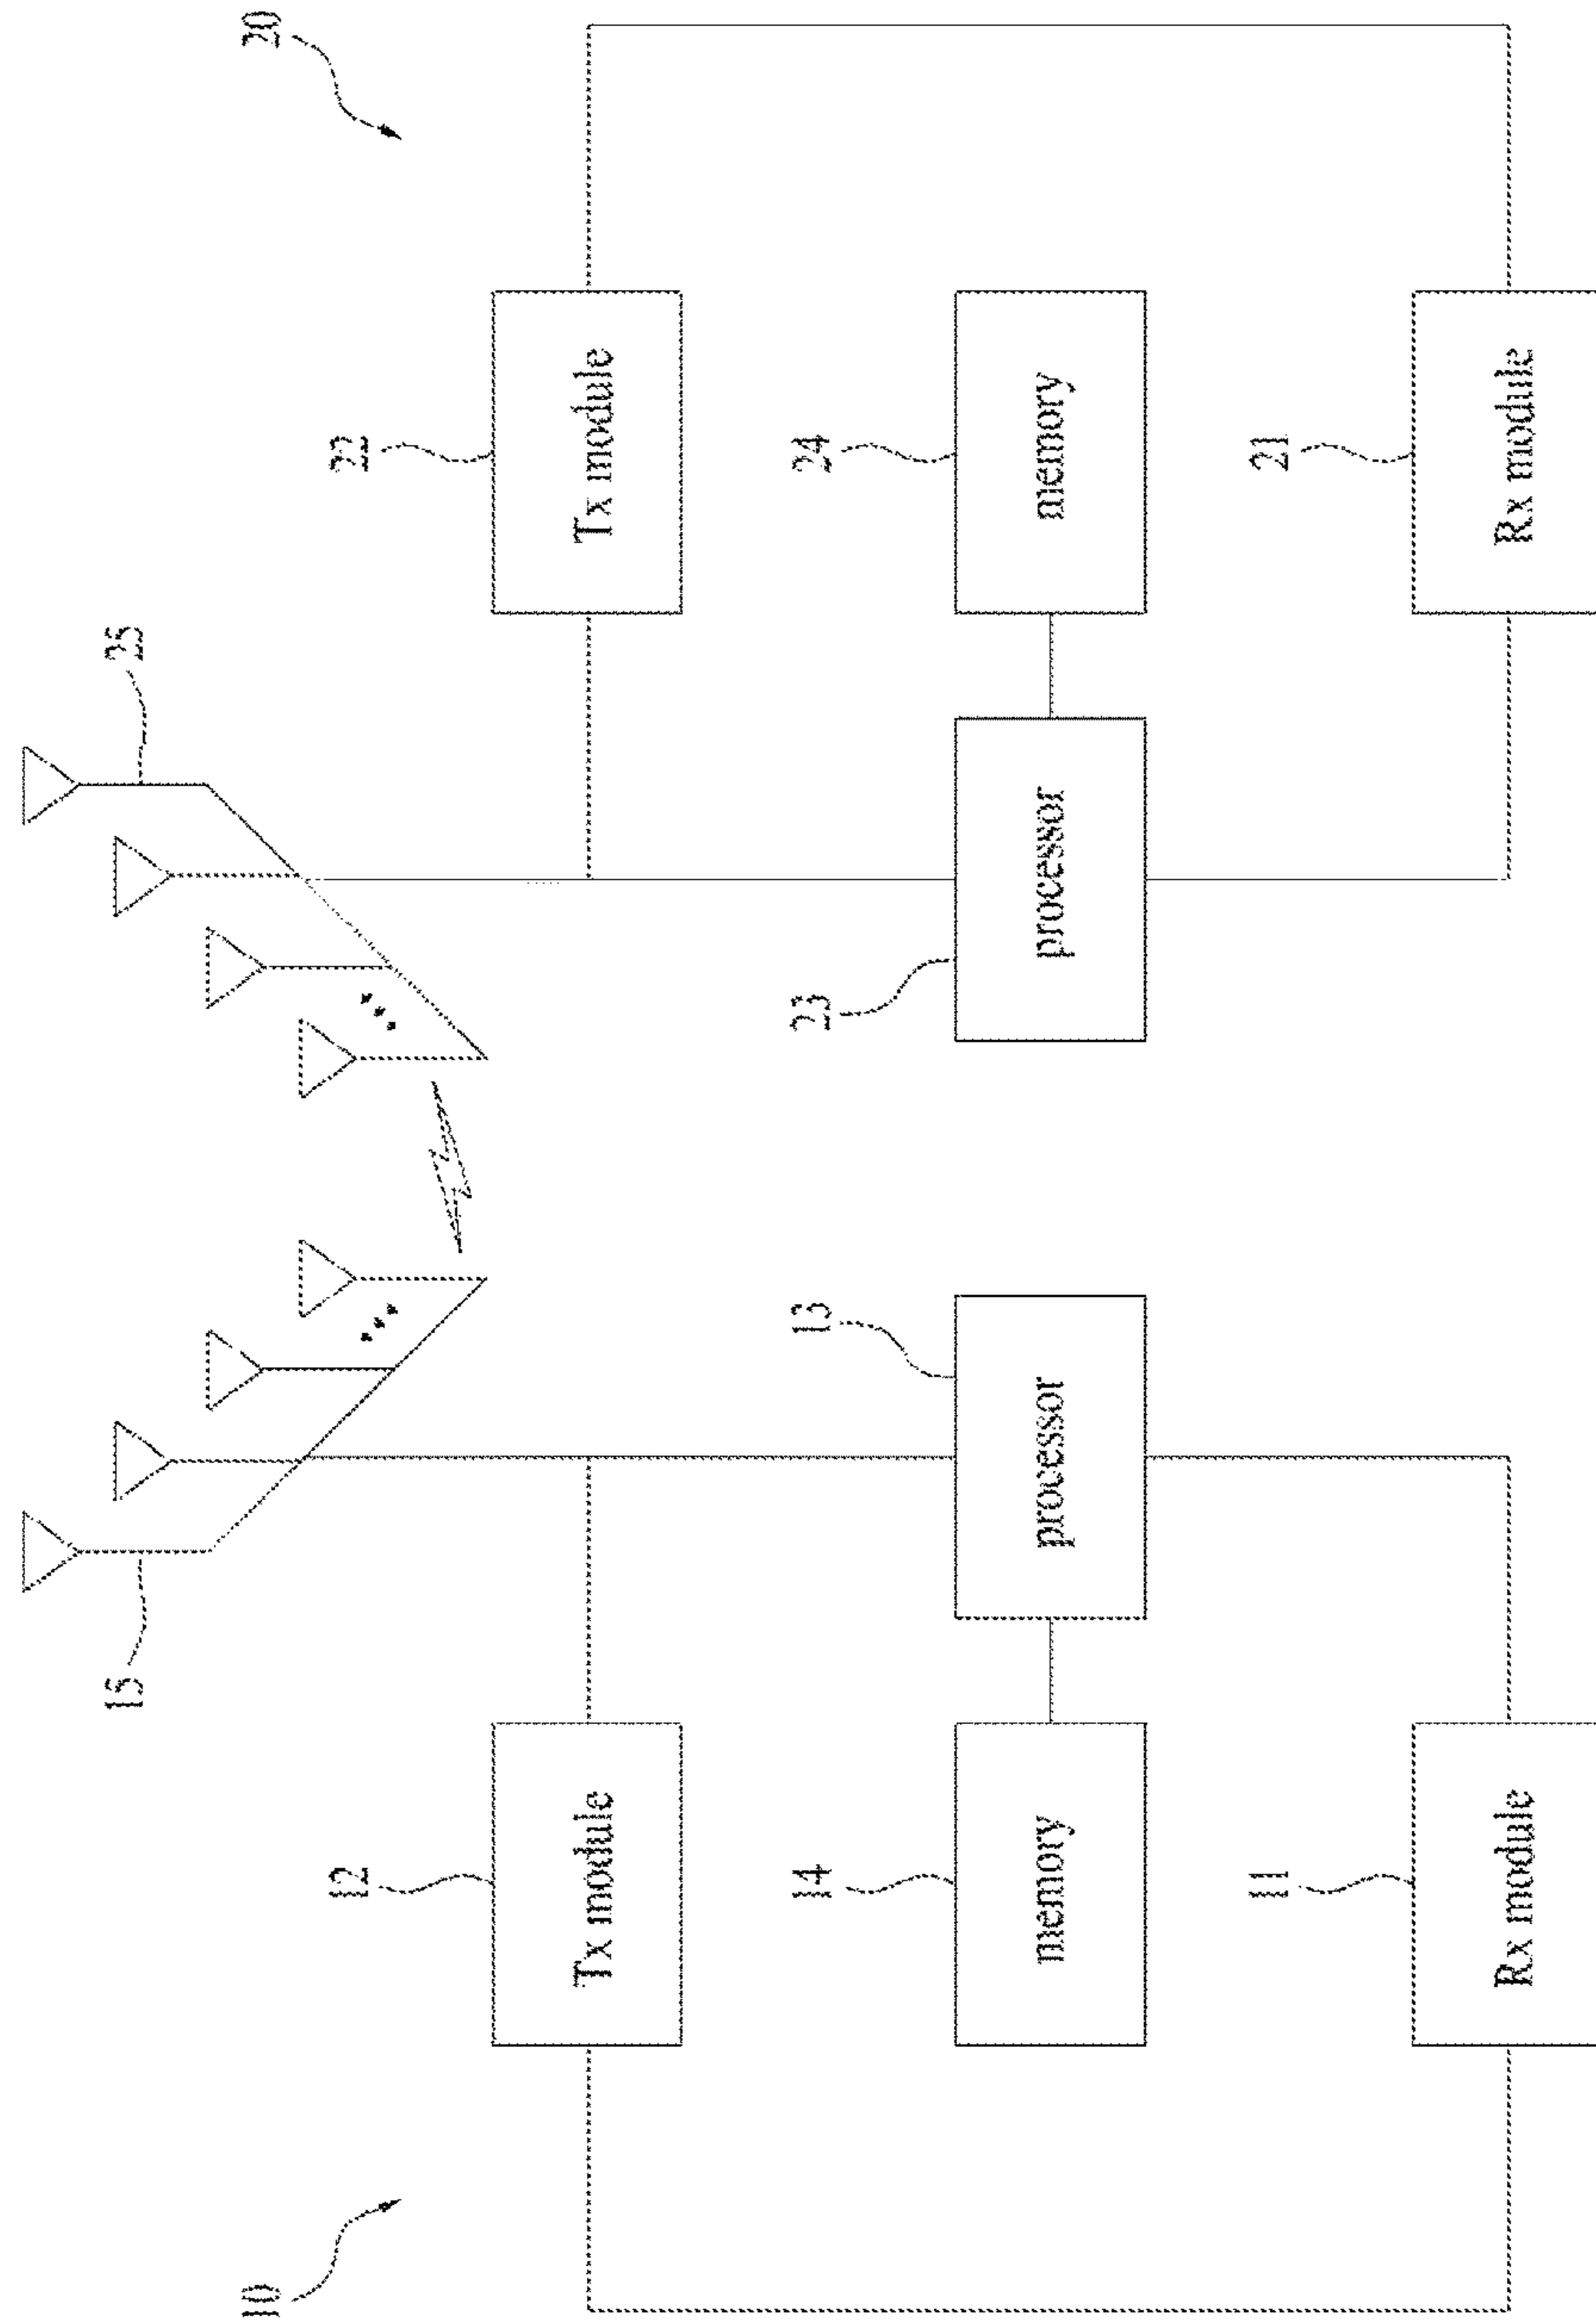 10
20
15
25
12
Tx module
22
Tx module
13
processor
23
processor
14
memory
24
memory
11
Rx module
21
Rx module